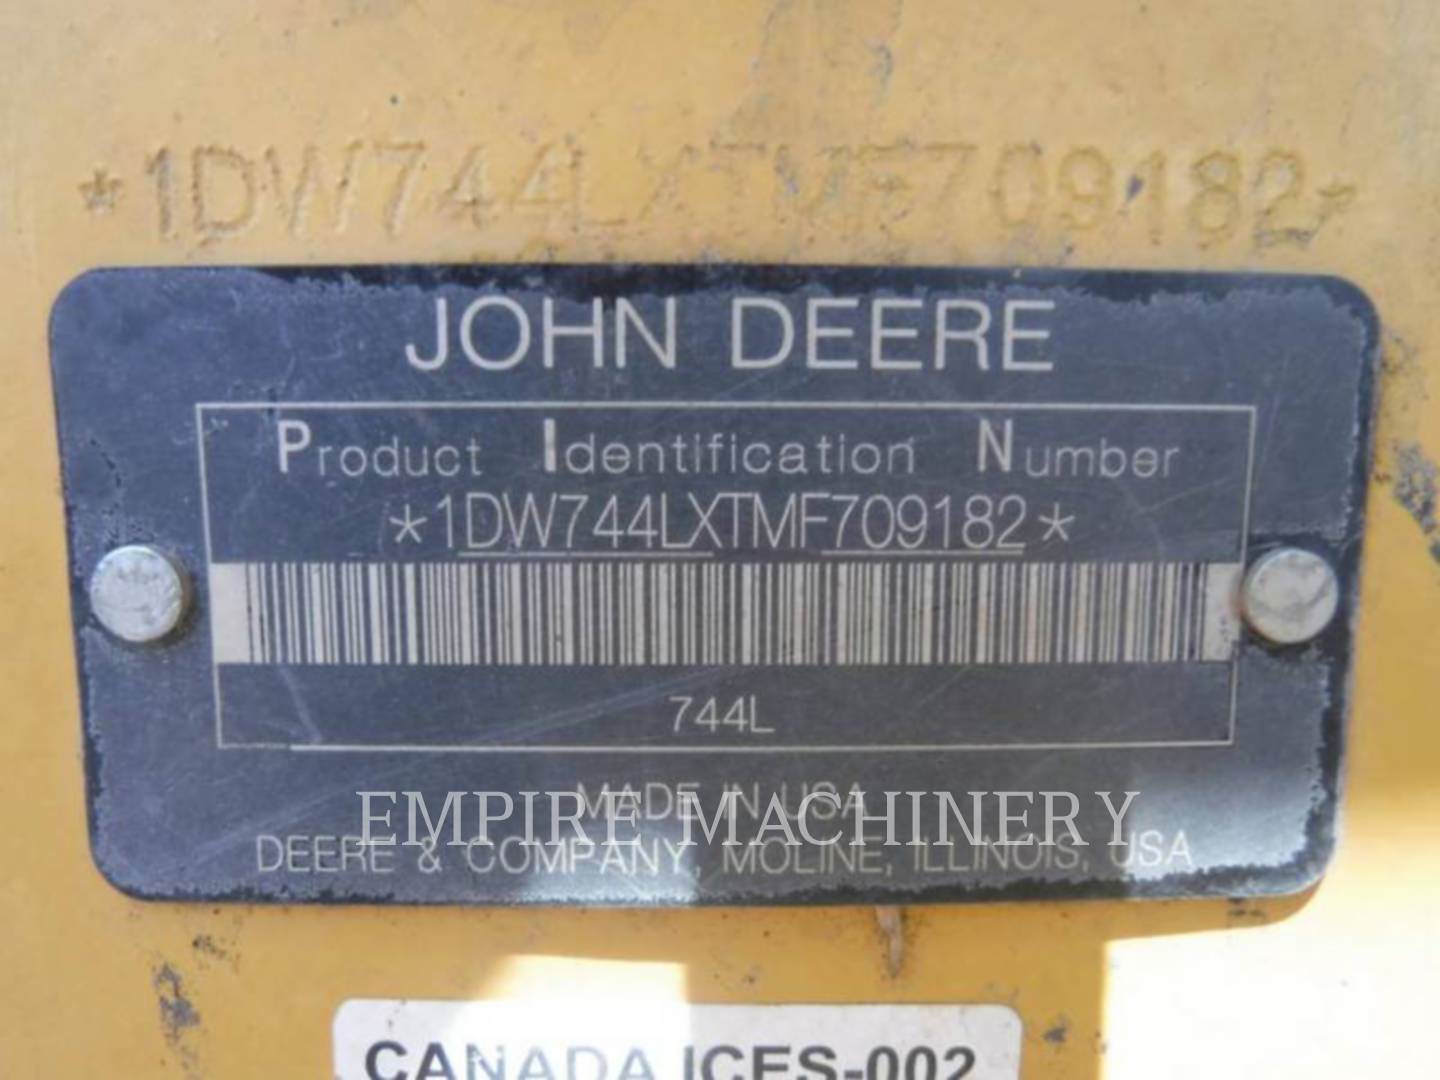 *1DW744LXTMF709182*
JOHN DEERE
Product Identification Number
*1DW744LXTMF709182*
744L
MADE IN USA
EMPIRE MACHINERY
DEERE & COMPANY, MOLINE, ILLINOIS, USA
CANADA ICES-002